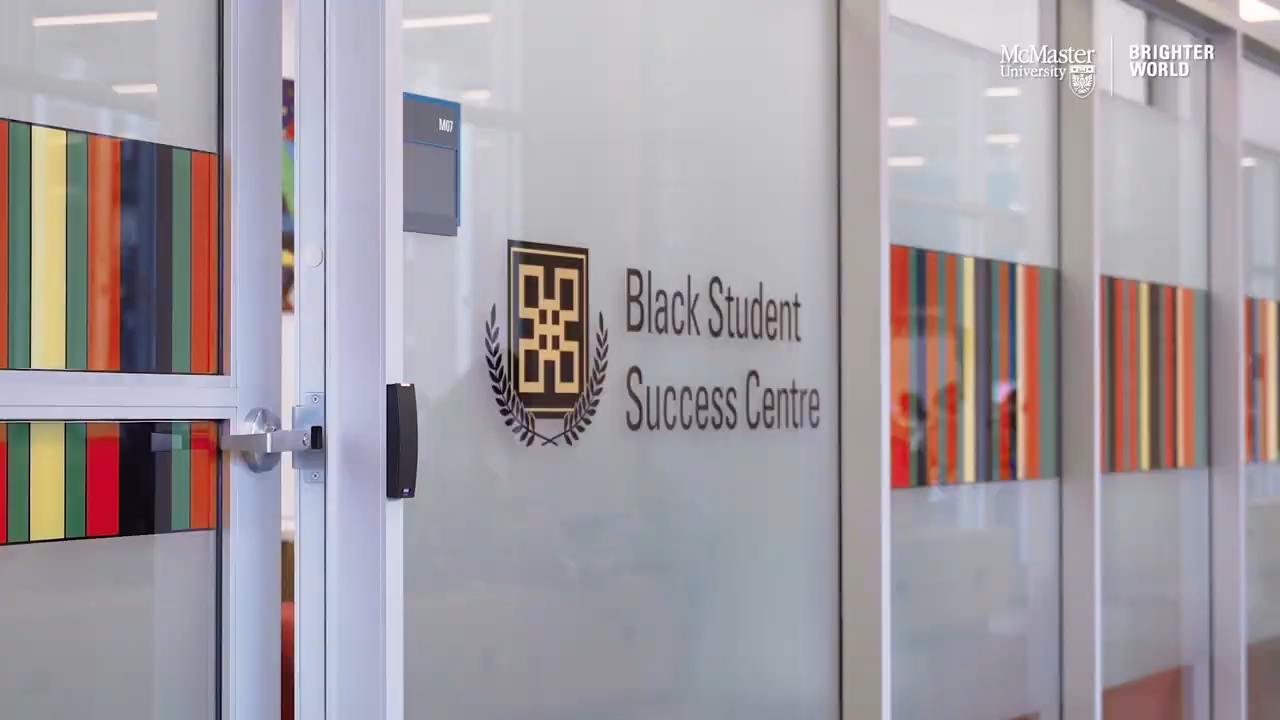 McMaster
University
BRIGHTER
WORLD
M07
Black Student
Success Centre